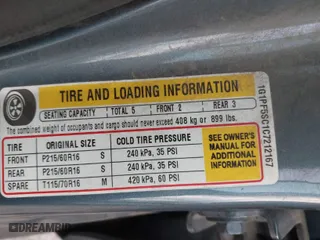 TIRE AND LOADING INFORMATION
SEATING CAPACITY TOTAL 5 FRONT 2 REAR 3
The combined weight of occupants and cargo should never exceed 408 kg or 899 lbs.
TIRE ORIGINAL SIZE COLD TIRE PRESSURE
FRONT P215/60R16 S 240 kPa, 35 PSI
REAR P215/60R16 S 240 kPa, 35 PSI
SPARE T115/70R16 M 420 kPa, 60 PSI
SEE OWNER'S
MANUAL FOR
ADDITIONAL
INFORMATION
1G1PF5SC1C7212167
DREAMBID